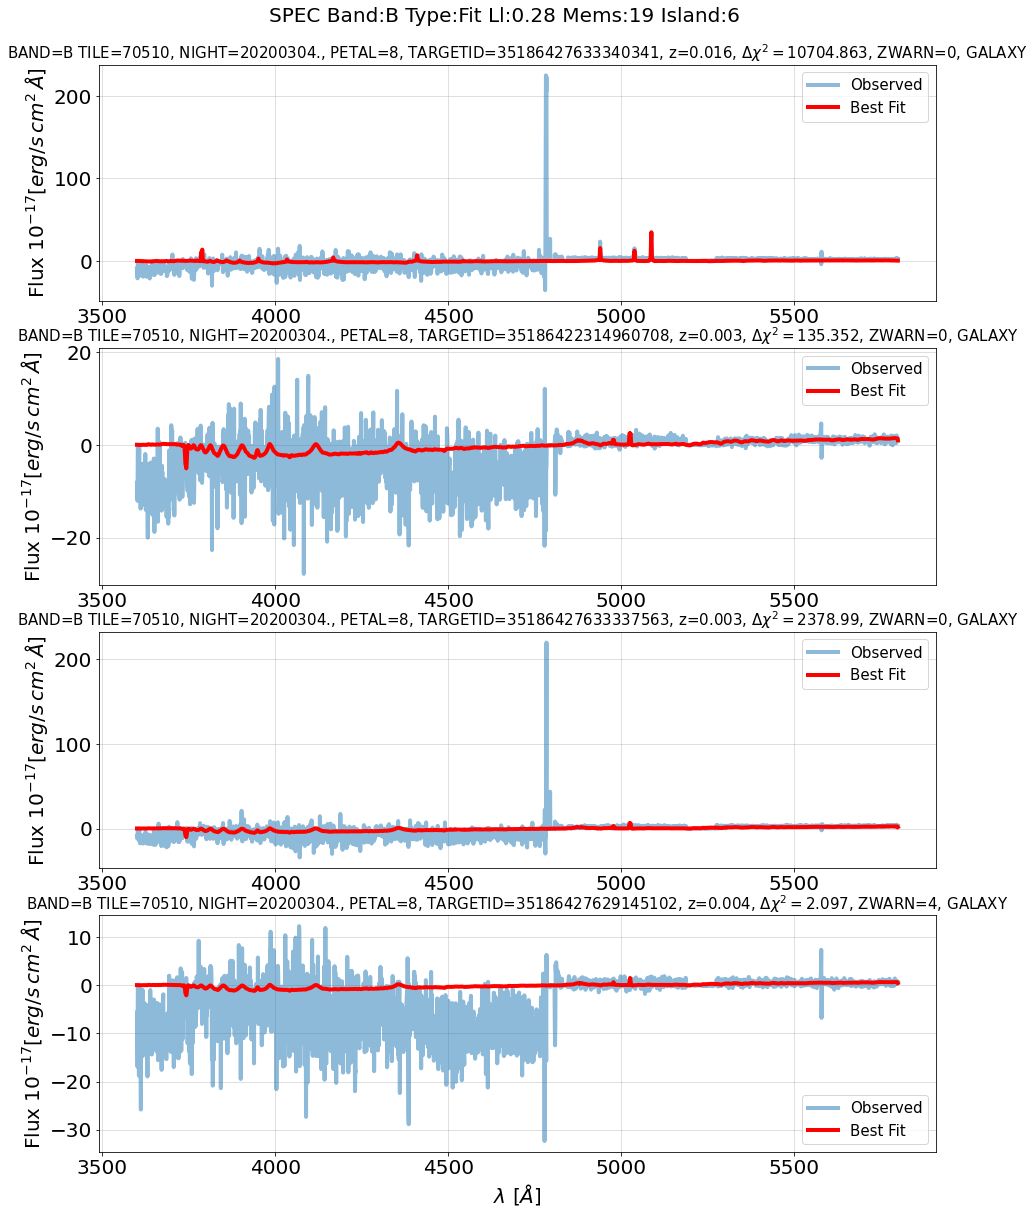 SPEC Band:B Type:Fit Ll:0.28 Mems:19 Island:6
BAND=B TILE=70510, NIGHT=20200304., PETAL=8, TARGETID=35186427633340341, z=0.016, Δχ²=10704.863, ZWARN=0, GALAXY
Flux 10⁻¹⁷[erg/s cm² Å]
200
100
0
Observed
Best Fit
3500 4000 4500 5000 5500
BAND=B TILE=70510, NIGHT=20200304., PETAL=8, TARGETID=35186422314960708, z=0.003, Δχ²=135.352, ZWARN=0, GALAXY
Flux 10⁻¹⁷[erg/s cm² Å]
20
0
−20
Observed
Best Fit
3500 4000 4500 5000 5500
BAND=B TILE=70510, NIGHT=20200304., PETAL=8, TARGETID=35186427633337563, z=0.003, Δχ²=2378.99, ZWARN=0, GALAXY
Flux 10⁻¹⁷[erg/s cm² Å]
200
100
0
Observed
Best Fit
3500 4000 4500 5000 5500
BAND=B TILE=70510, NIGHT=20200304., PETAL=8, TARGETID=35186427629145102, z=0.004, Δχ²=2.097, ZWARN=4, GALAXY
Flux 10⁻¹⁷[erg/s cm² Å]
10
0
−10
−20
−30
Observed
Best Fit
3500 4000 4500 5000 5500
λ [Å]